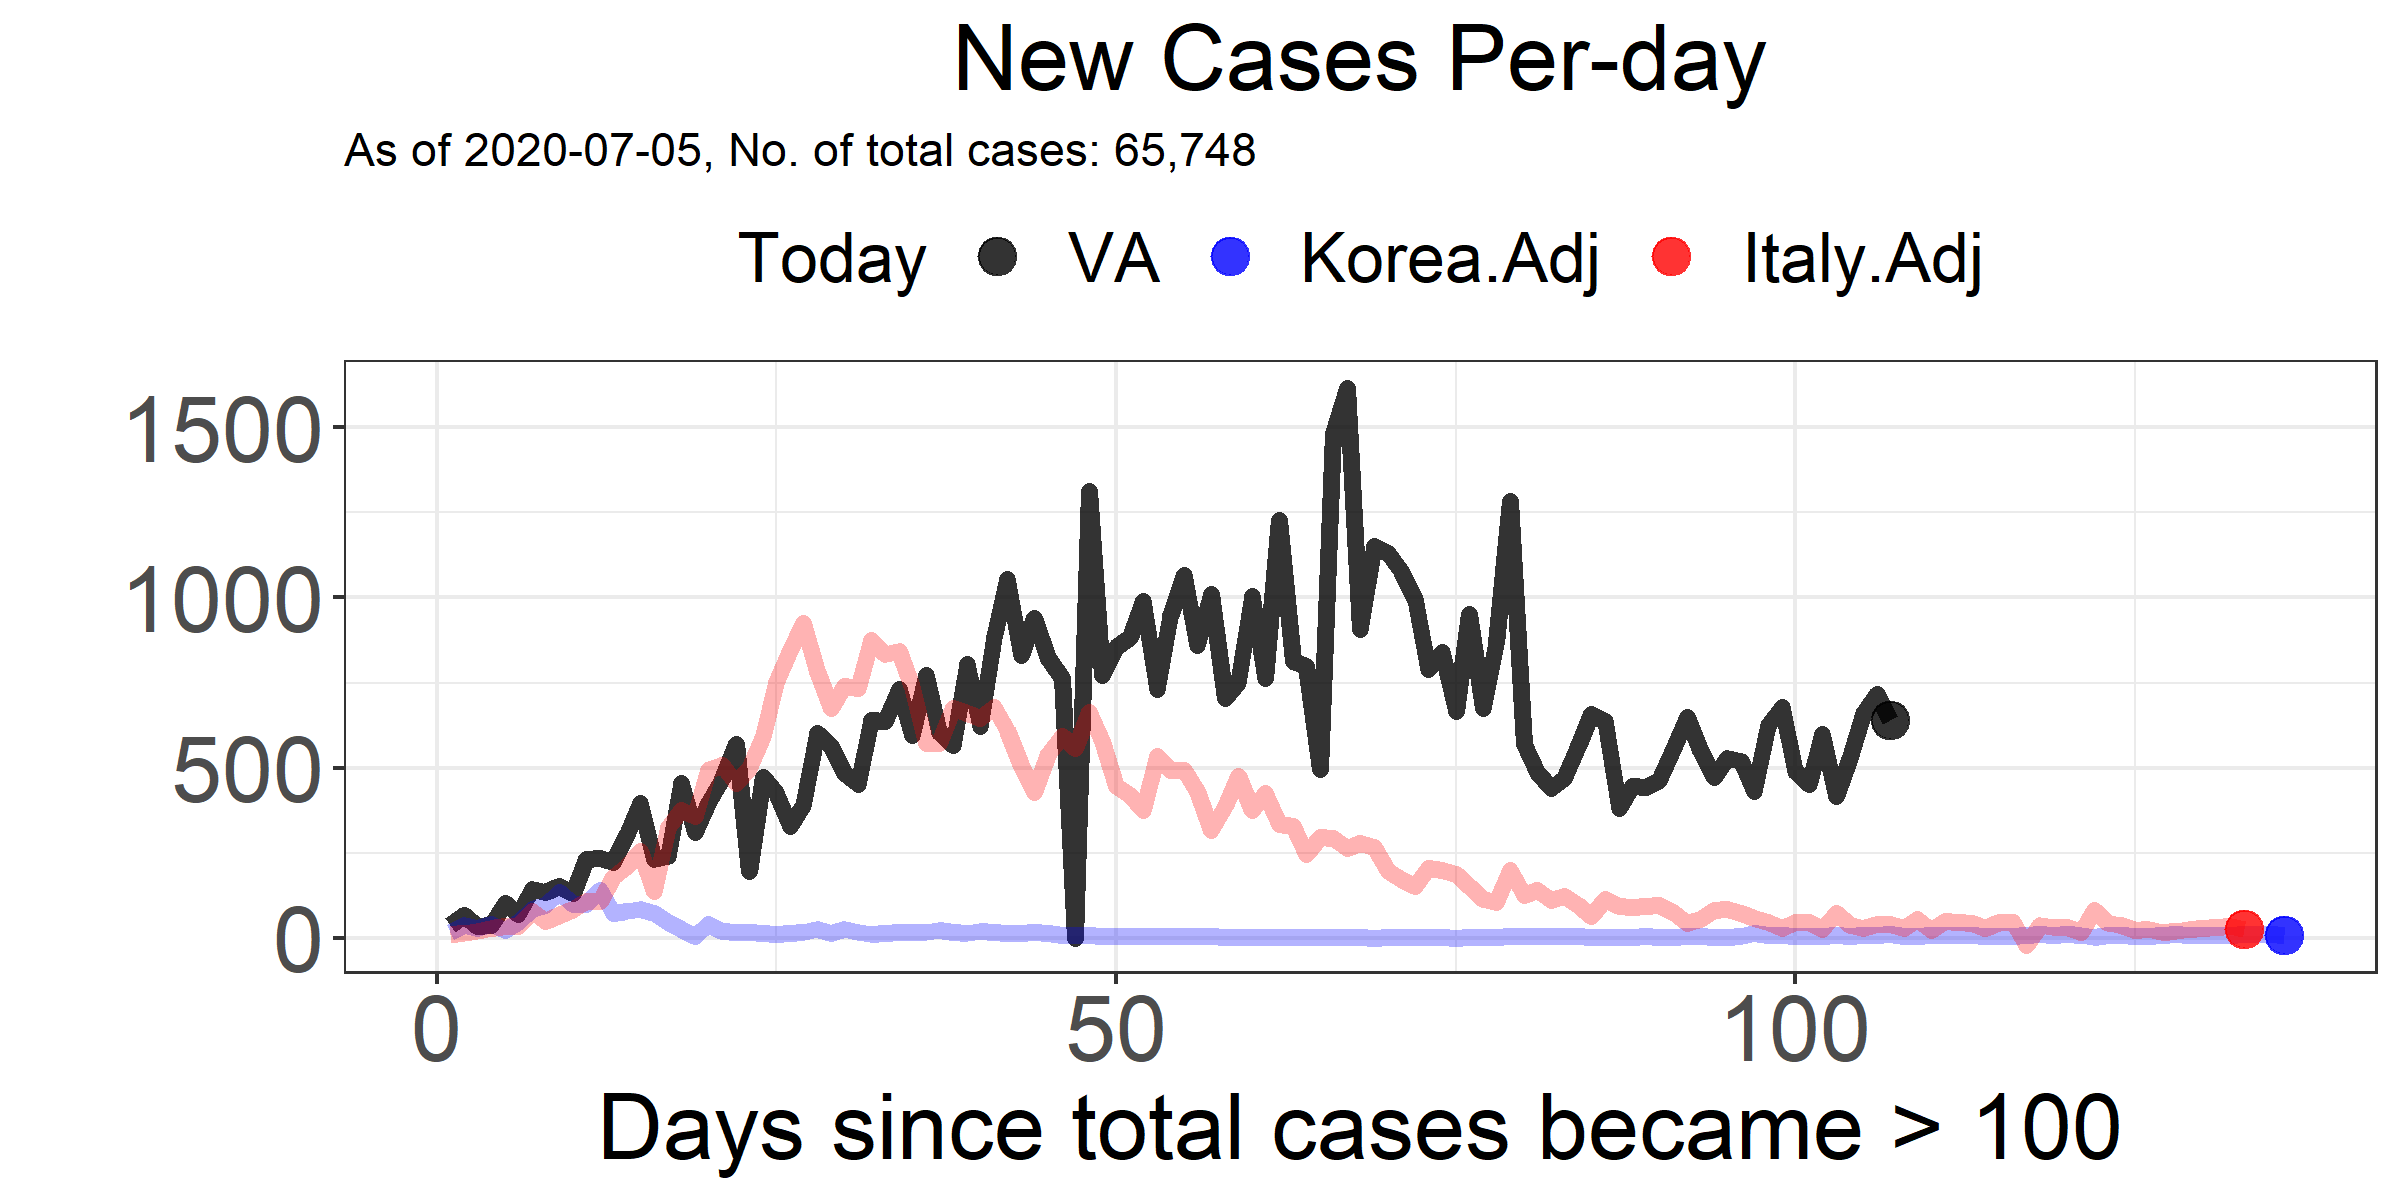 New Cases Per-day
As of 2020-07-05, No. of total cases: 65,748
Today VA Korea.Adj Italy.Adj
1500
1000
500
0
0 50 100
Days since total cases became > 100